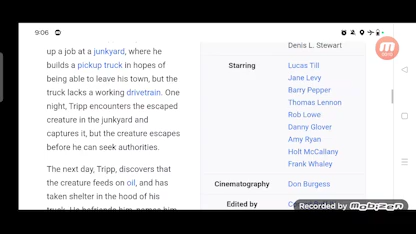 9:06
up a job at a junkyard, where he
builds a pickup truck in hopes of
being able to leave his town, but the
truck lacks a working drivetrain. One
night, Tripp encounters the escaped
creature in the junkyard and
captures it, but the creature escapes
before he can seek authorities.
The next day, Tripp discovers that
the creature feeds on oil, and has
taken shelter in the hood of his
Denis L. Stewart
Starring
Lucas Till
Jane Levy
Barry Pepper
Thomas Lennon
Rob Lowe
Danny Glover
Amy Ryan
Holt McCallany
Frank Whaley
Cinematography
Don Burgess
Edited by
Recorded by mobizen